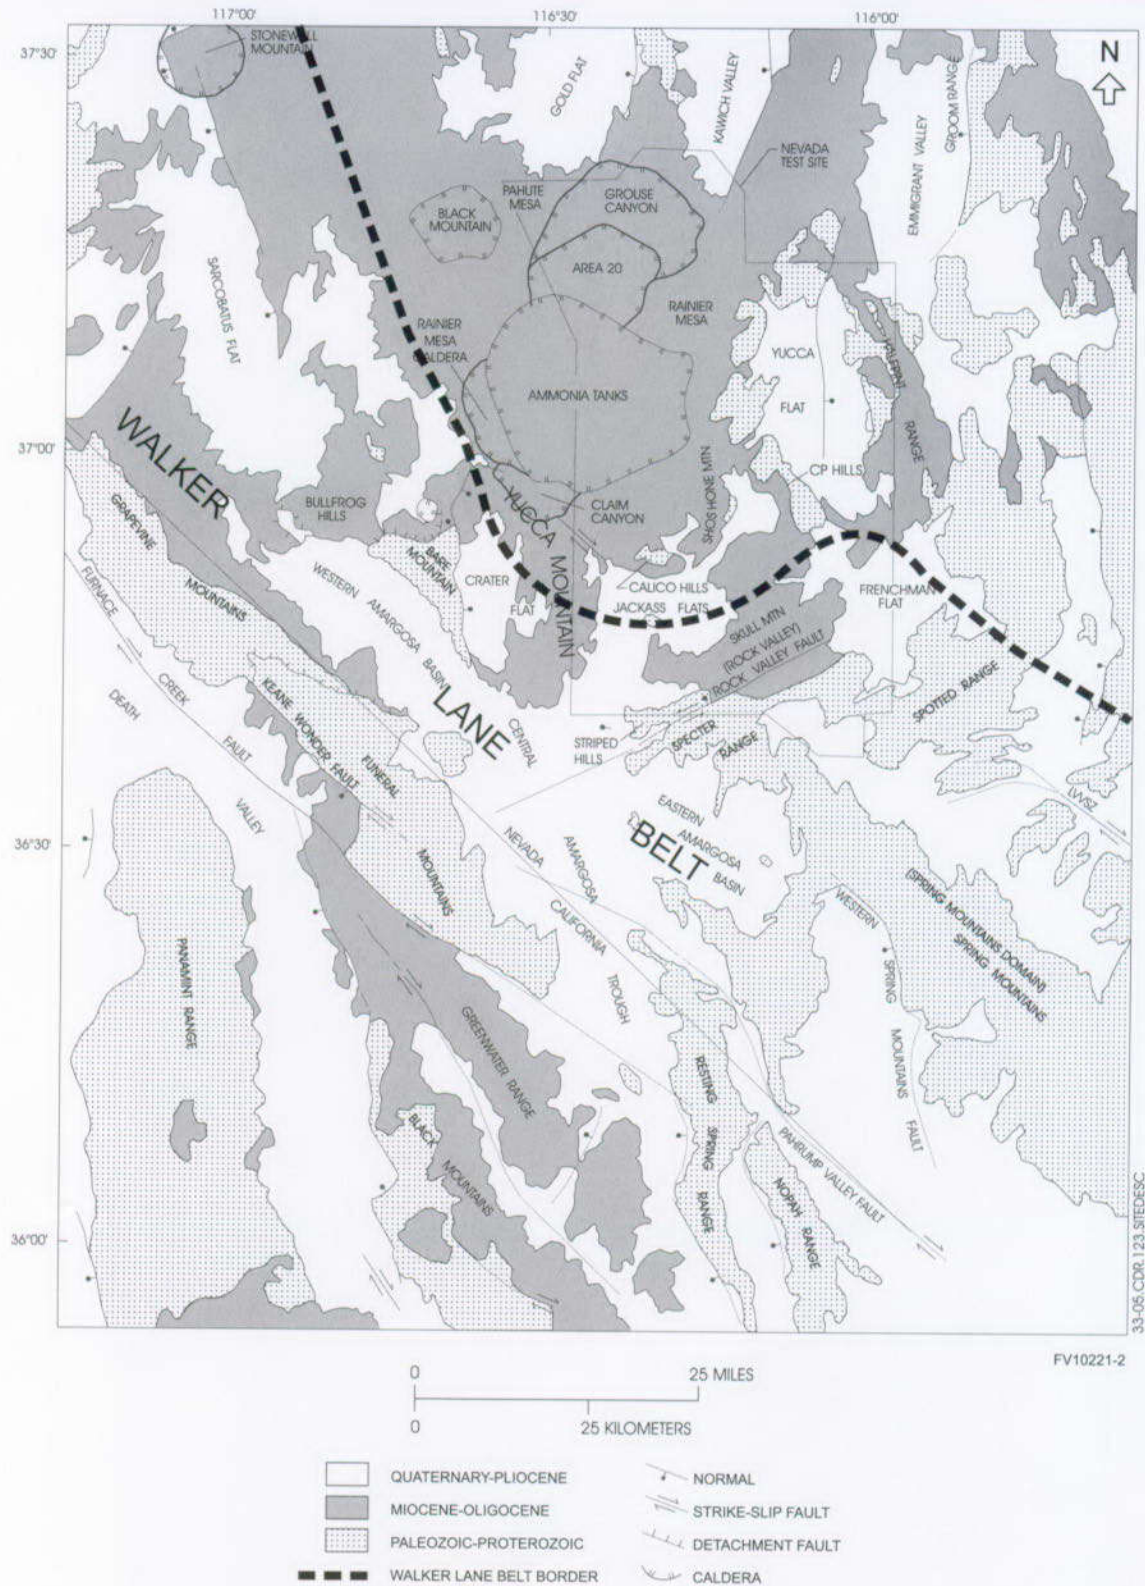 117°00'
116°30'
116°00'
37°30'
37°00'
36°30'
36°00'
N
STONEWALL
MOUNTAIN
GOLD FLAT
KAWICH VALLEY
EMMIGRANT VALLEY
GROOM RANGE
NEVADA
TEST SITE
PAHUTE
MESA
GROUSE
CANYON
BLACK
MOUNTAIN
AREA 20
SARCOBATUS FLAT
RAINIER
MESA
CALDERA
RAINIER
MESA
AMMONIA TANKS
YUCCA
FLAT
HALFPINT
RANGE
CP HILLS
SHOSHONE MTN
CLAIM
CANYON
WALKER
LANE
BELT
BULLFROG
HILLS
BARE
MOUNTAIN
YUCCA MOUNTAIN
CRATER
FLAT
CALICO HILLS
JACKASS FLATS
FRENCHMAN
FLAT
SKULL MTN
(ROCK VALLEY)
ROCK VALLEY FAULT
GRAPEVINE
MOUNTAINS
WESTERN AMARGOSA BASIN
FURNACE
CREEK
FAULT
DEATH
VALLEY
KEANE WONDER FAULT
FUNERAL
MOUNTAINS
CENTRAL
STRIPED
HILLS
SPECTER
RANGE
SPOTTED RANGE
LVVSZ
EASTERN
AMARGOSA
BASIN
NEVADA
CALIFORNIA
AMARGOSA
TROUGH
WESTERN
SPRING
MOUNTAINS
FAULT
(SPRING MOUNTAINS DOMAIN)
SPRING MOUNTAINS
PANAMINT RANGE
GREENWATER RANGE
BLACK
MOUNTAINS
RESTING
SPRING
RANGE
NOPAH RANGE
PAHRUMP VALLEY FAULT
33-05.CDR.123.SITEDESC
FV10221-2
0
25 MILES
0
25 KILOMETERS
QUATERNARY-PLIOCENE
MIOCENE-OLIGOCENE
PALEOZOIC-PROTEROZOIC
WALKER LANE BELT BORDER
NORMAL
STRIKE-SLIP FAULT
DETACHMENT FAULT
CALDERA